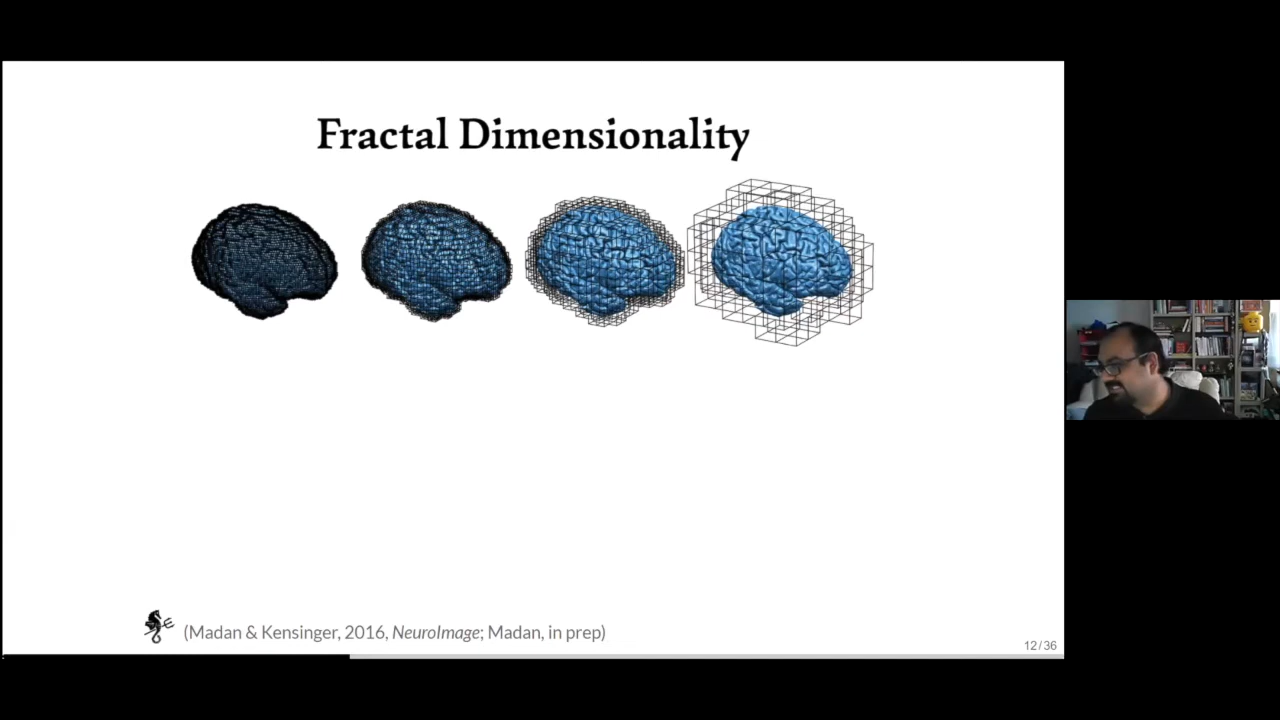 Fractal Dimensionality
(Madan & Kensinger, 2016, NeuroImage; Madan, in prep)
12/36